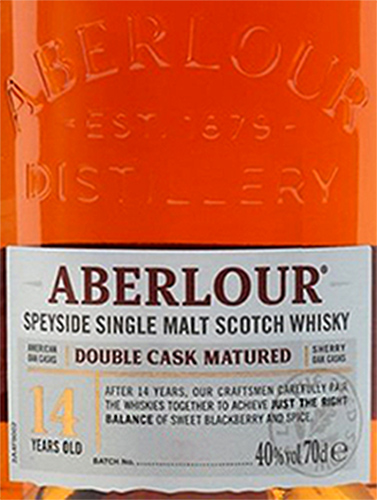 ABERLOUR
EST. 1879
DISTILLERY
ABERLOUR®
SPEYSIDE SINGLE MALT SCOTCH WHISKY
AMERICAN OAK CASKS
DOUBLE CASK MATURED
SHERRY OAK CASKS
14
YEARS OLD
AFTER 14 YEARS, OUR CRAFTSMEN CAREFULLY PAIR
THE WHISKIES TOGETHER TO ACHIEVE JUST THE RIGHT
BALANCE OF SWEET BLACKBERRY AND SPICE.
BATCH No.
40%vol 70cl e